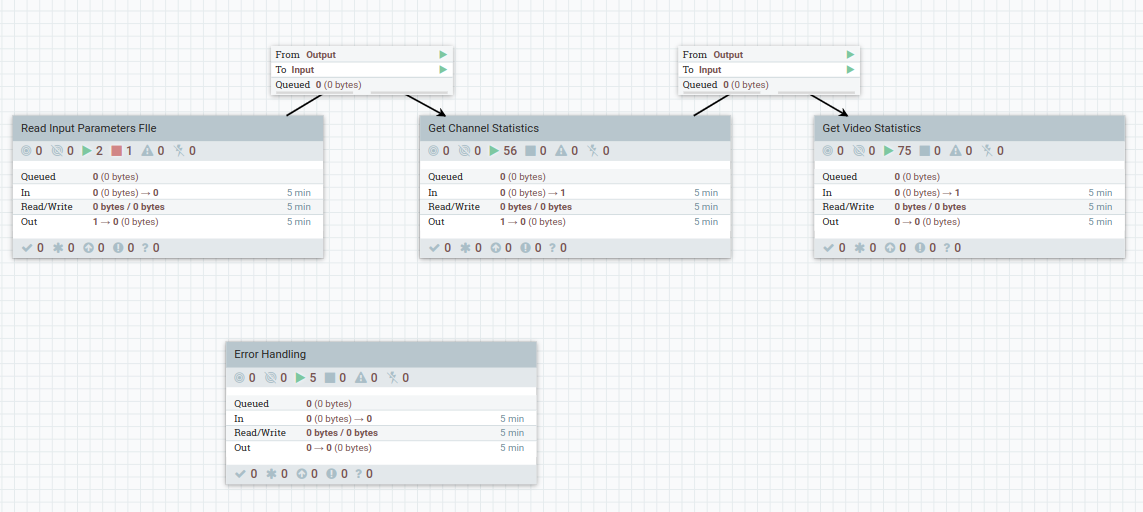 From Output
To Input
Queued 0 (0 bytes)
From Output
To Input
Queued 0 (0 bytes)
Read Input Parameters FIle
0 0 2 1 0 0
Queued 0 (0 bytes)
In 0 (0 bytes) → 0 5 min
Read/Write 0 bytes / 0 bytes 5 min
Out 1 → 0 (0 bytes) 5 min
0 0 0 0 ? 0
Get Channel Statistics
0 0 56 0 0 0
Queued 0 (0 bytes)
In 0 (0 bytes) → 1 5 min
Read/Write 0 bytes / 0 bytes 5 min
Out 1 → 0 (0 bytes) 5 min
0 0 0 0 ? 0
Get Video Statistics
0 0 75 0 0 0
Queued 0 (0 bytes)
In 0 (0 bytes) → 1 5 min
Read/Write 0 bytes / 0 bytes 5 min
Out 0 → 0 (0 bytes) 5 min
0 0 0 0 ? 0
Error Handling
0 0 5 0 0 0
Queued 0 (0 bytes)
In 0 (0 bytes) → 0 5 min
Read/Write 0 bytes / 0 bytes 5 min
Out 0 → 0 (0 bytes) 5 min
0 0 0 0 ? 0